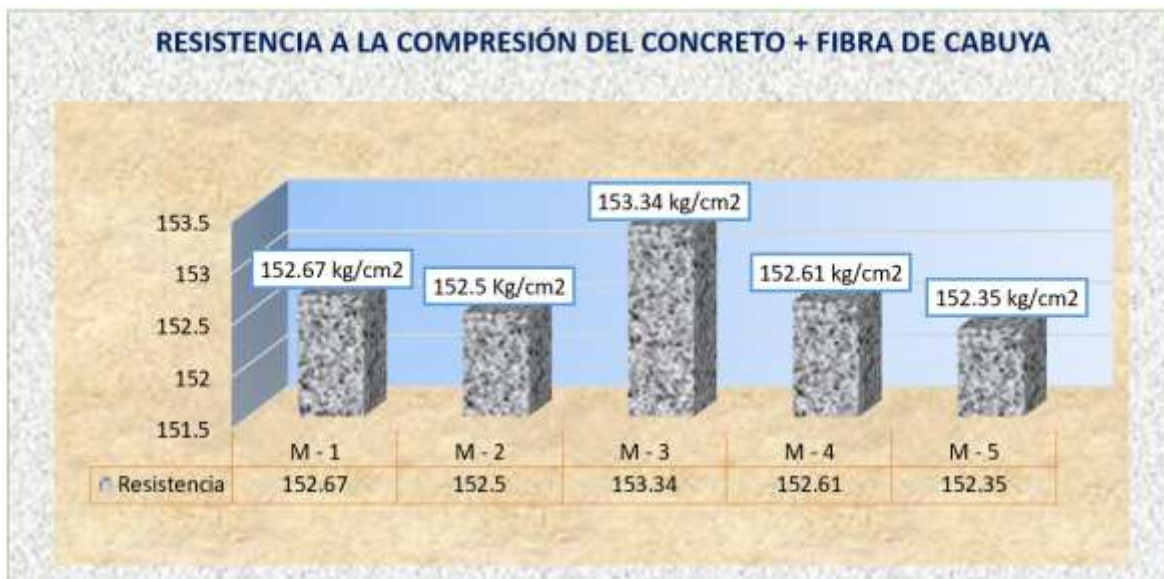 RESISTENCIA A LA COMPRESIÓN DEL CONCRETO + FIBRA DE CABUYA
153.34 kg/cm2
152.67 kg/cm2
152.5 Kg/cm2
152.61 kg/cm2
152.35 kg/cm2
153.5
153
152.5
152
151.5
M - 1 M - 2 M - 3 M - 4 M - 5
Resistencia 152.67 152.5 153.34 152.61 152.35